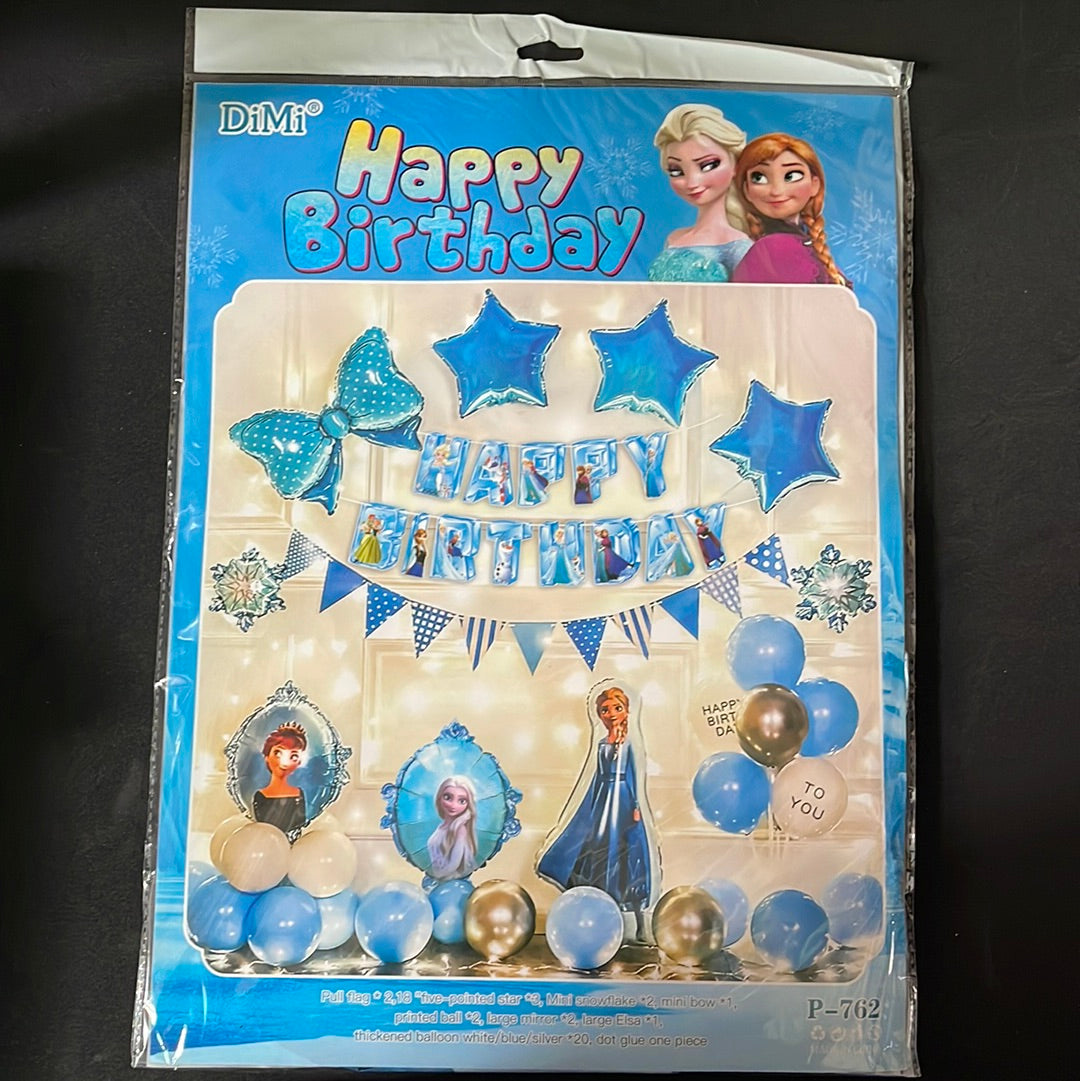 DiMi®
Happy
Birthday
HAPPY
BIRTHDAY
HAPPY
BIRT
DA
TO
YOU
Pull flag * 2,18 "five-pointed star *3, Mini snowflake *2, mini bow *1,
printed ball *2, large mirror *2, large Elsa *1,
thickened balloon white/blue/silver *20, dot glue one piece
P-762